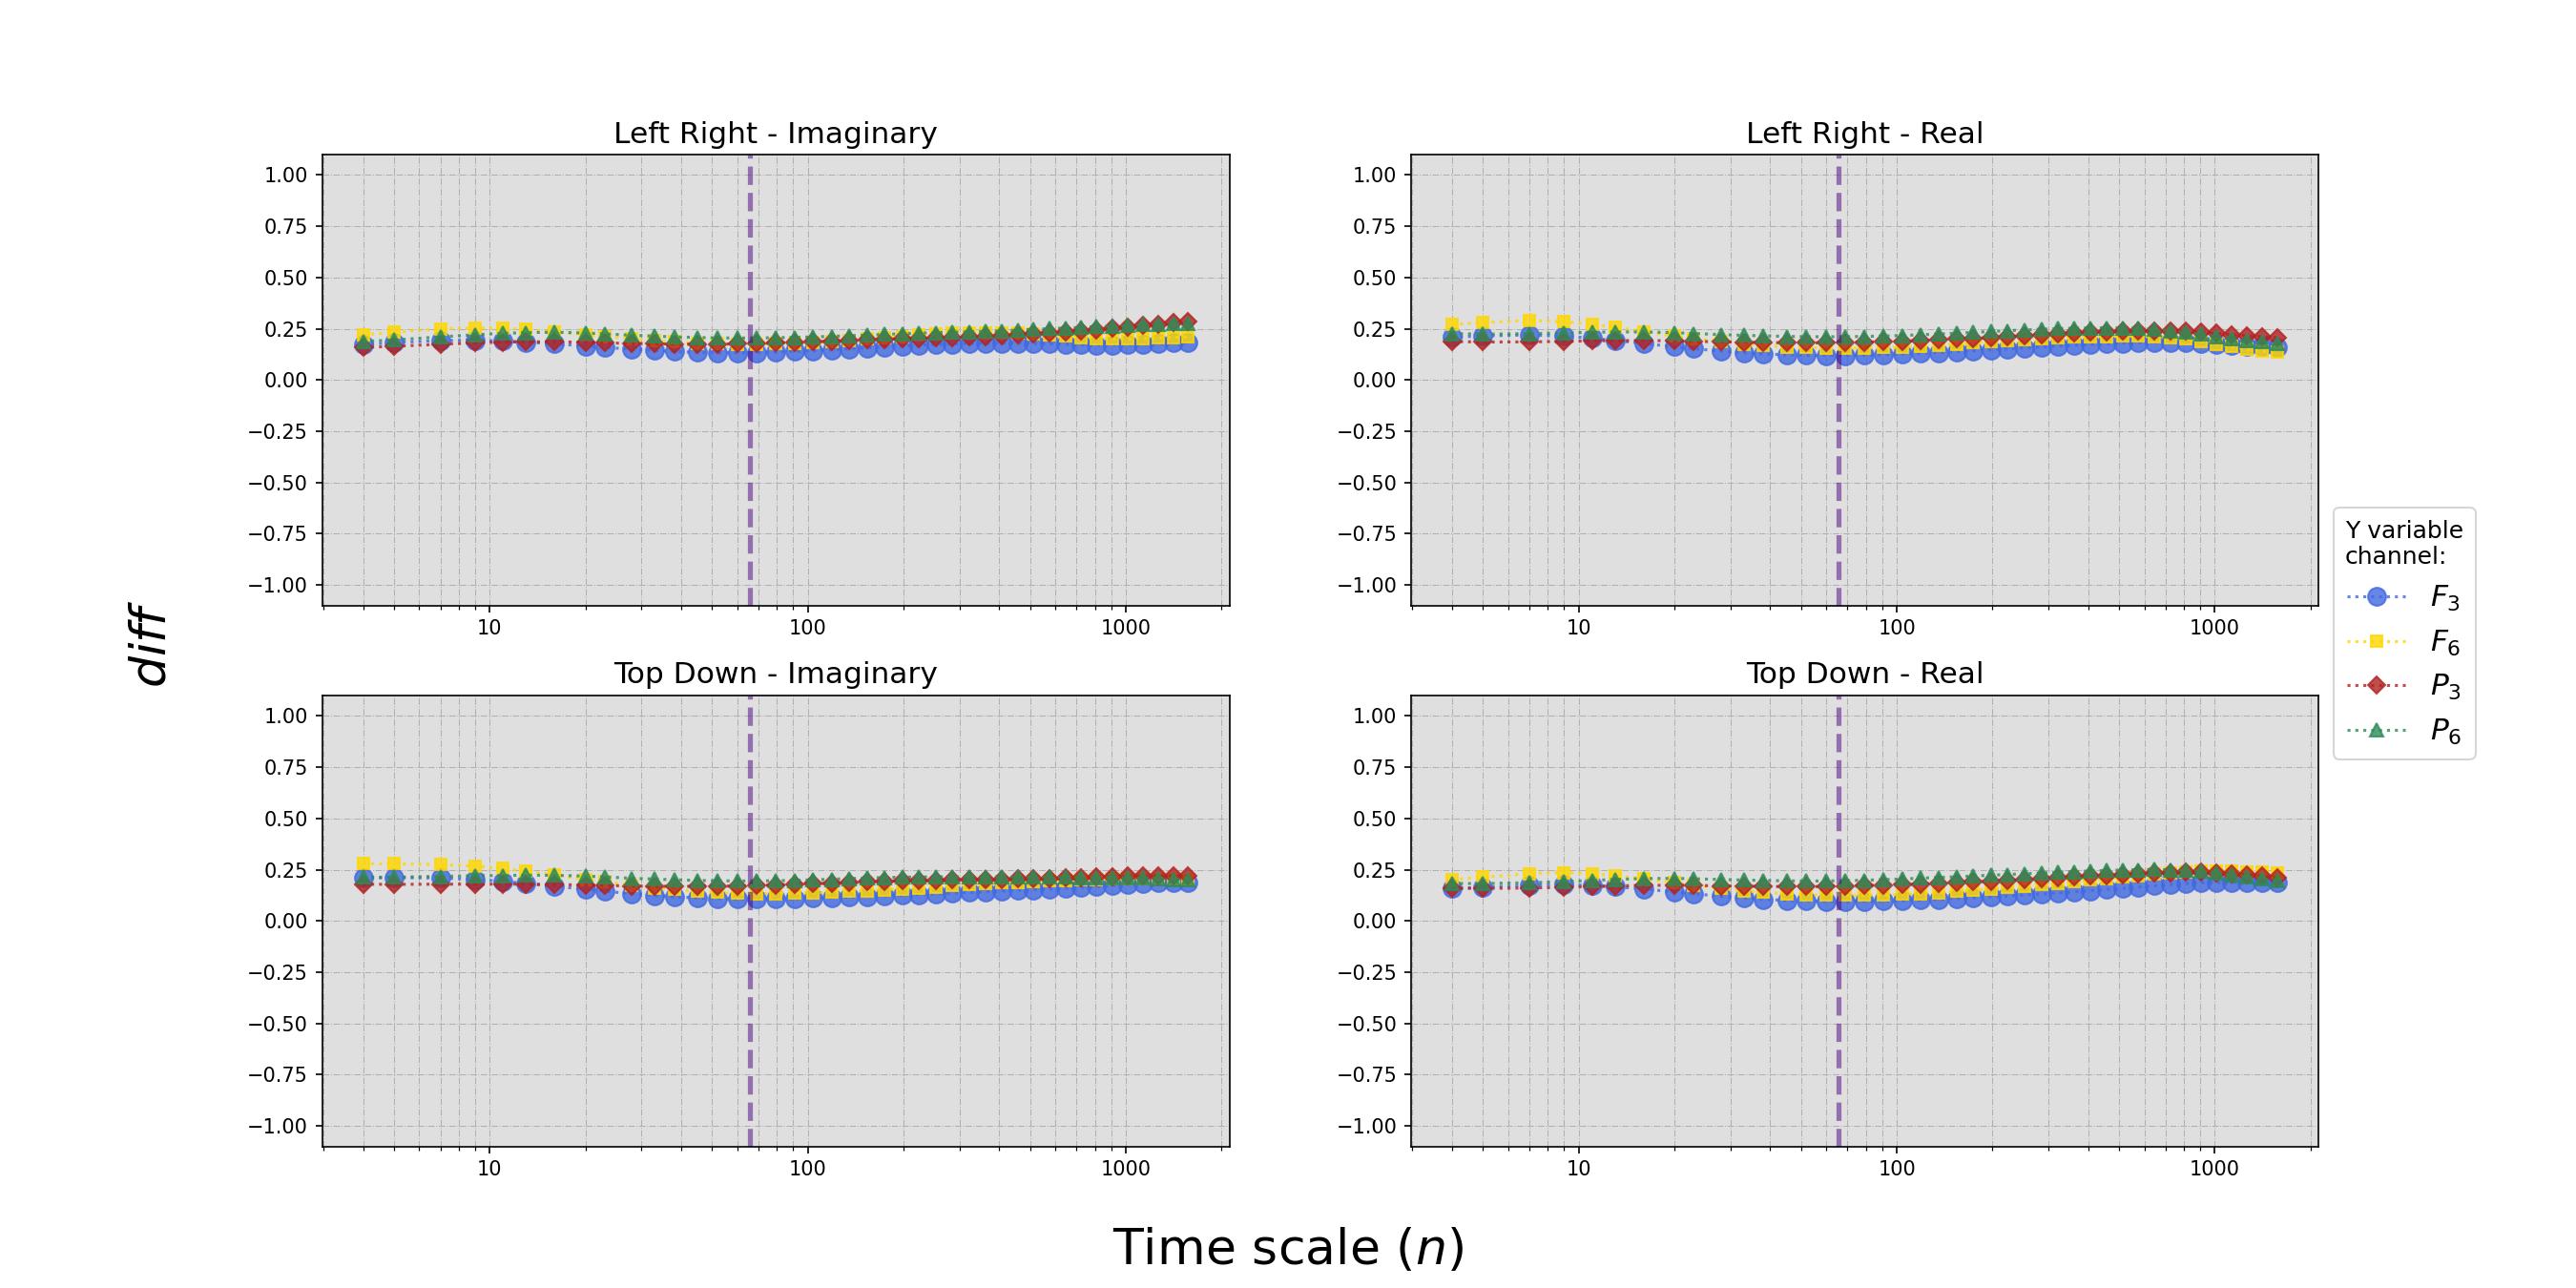 Left Right - Imaginary
1.00
0.75
0.50
0.25
0.00
−0.25
−0.50
−0.75
−1.00
10 100 1000
Left Right - Real
1.00
0.75
0.50
0.25
0.00
−0.25
−0.50
−0.75
−1.00
10 100 1000
diff
Top Down - Imaginary
1.00
0.75
0.50
0.25
0.00
−0.25
−0.50
−0.75
−1.00
10 100 1000
Top Down - Real
1.00
0.75
0.50
0.25
0.00
−0.25
−0.50
−0.75
−1.00
10 100 1000
Y variable
channel:
F3
F6
P3
P6
Time scale (n)